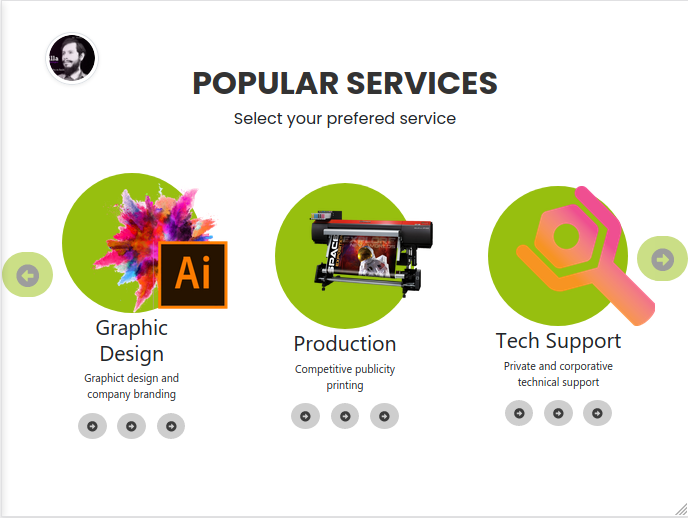 POPULAR SERVICES
Select your prefered service
Ai
SPACE
Graphic
Design
Graphict design and
company branding
Production
Competitive publicity
printing
Tech Support
Private and corporative
technical support